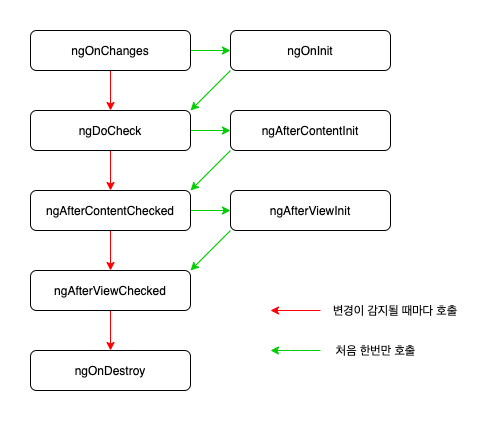 ngOnChanges
ngOnInit
ngDoCheck
ngAfterContentInit
ngAfterContentChecked
ngAfterViewInit
ngAfterViewChecked
변경이 감지될 때마다 호출
처음 한번만 호출
ngOnDestroy